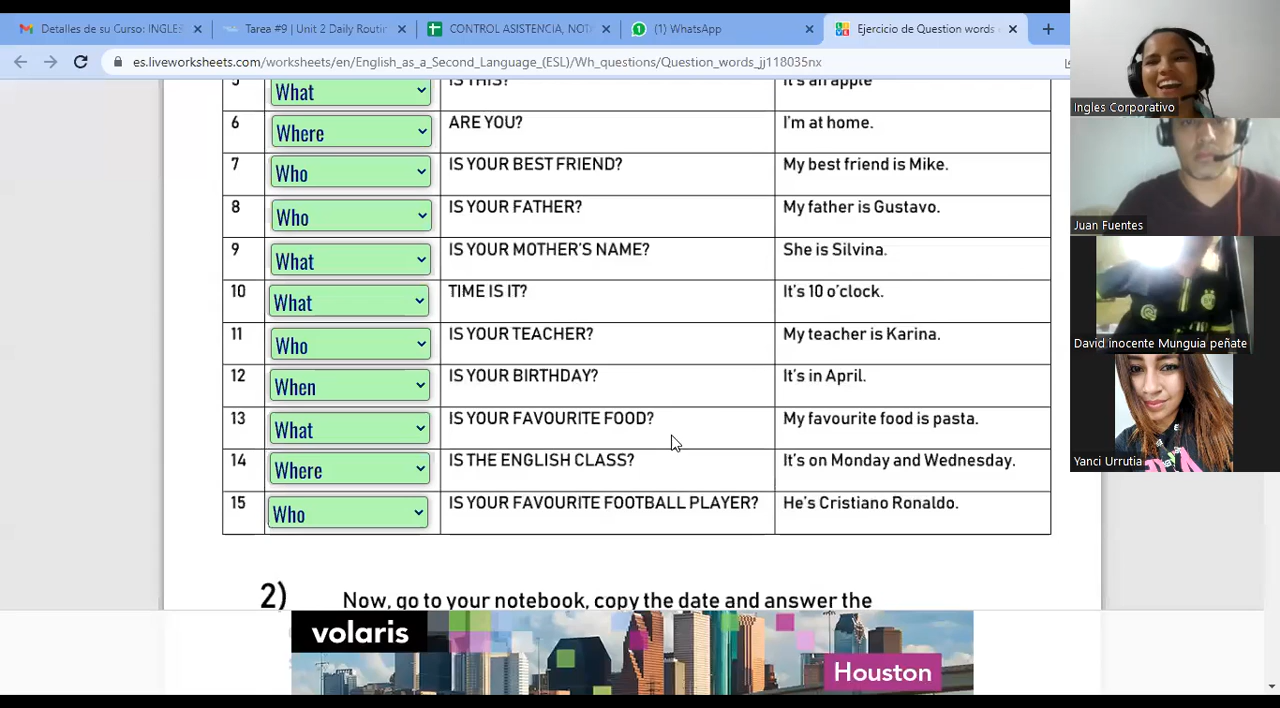 Detalles de su Curso: INGLES
Tarea #9 | Unit 2 Daily Routin
CONTROL ASISTENCIA, NOT
(1) WhatsApp
Ejercicio de Question words
es.liveworksheets.com/worksheets/en/English_as_a_Second_Language_(ESL)/Wh_questions/Question_words_jj118035nx
5 What IS THIS? It's an apple
6 Where ARE YOU? I'm at home.
7 Who IS YOUR BEST FRIEND? My best friend is Mike.
8 Who IS YOUR FATHER? My father is Gustavo.
9 What IS YOUR MOTHER'S NAME? She is Silvina.
10 What TIME IS IT? It's 10 o'clock.
11 Who IS YOUR TEACHER? My teacher is Karina.
12 When IS YOUR BIRTHDAY? It's in April.
13 What IS YOUR FAVOURITE FOOD? My favourite food is pasta.
14 Where IS THE ENGLISH CLASS? It's on Monday and Wednesday.
15 Who IS YOUR FAVOURITE FOOTBALL PLAYER? He's Cristiano Ronaldo.
2) Now, go to your notebook, copy the date and answer the
volaris
Houston
Ingles Corporativo
Juan Fuentes
David inocente Munguia peñate
Yanci Urrutia